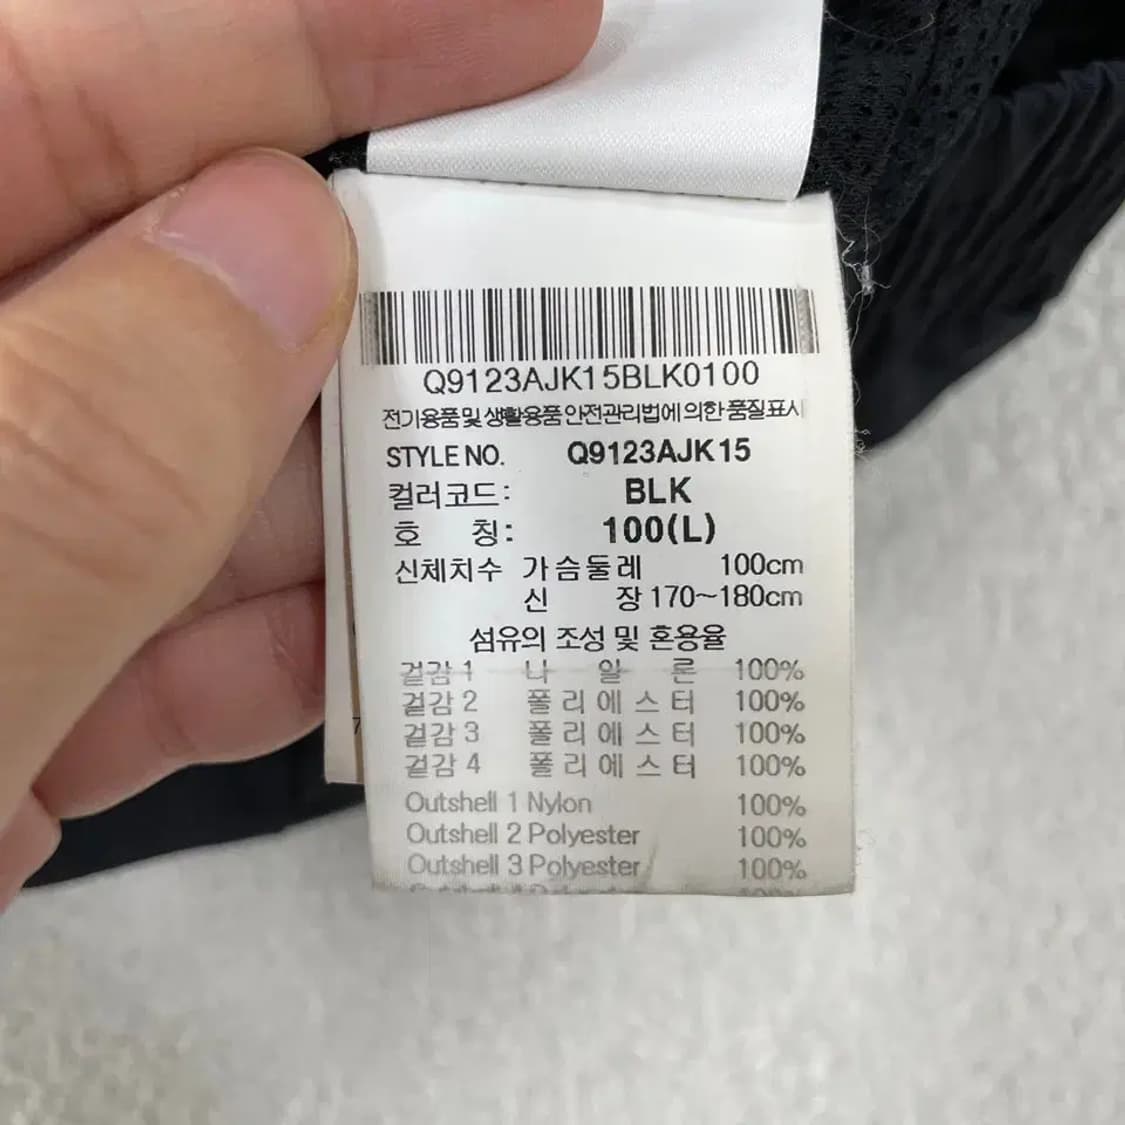 Q9123AJK15BLK0100
전기용품 및 생활용품 안전관리법에 의한 품질표시
STYLE NO. Q9123AJK15
컬러코드: BLK
호 칭: 100(L)
신체치수 가슴둘레 100cm
신 장 170~180cm
섬유의 조성 및 혼용율
겉감 1 나 일 론 100%
겉감 2 폴리에스터 100%
겉감 3 폴리에스터 100%
겉감 4 폴리에스터 100%
Outshell 1 Nylon 100%
Outshell 2 Polyester 100%
Outshell 3 Polyester 100%